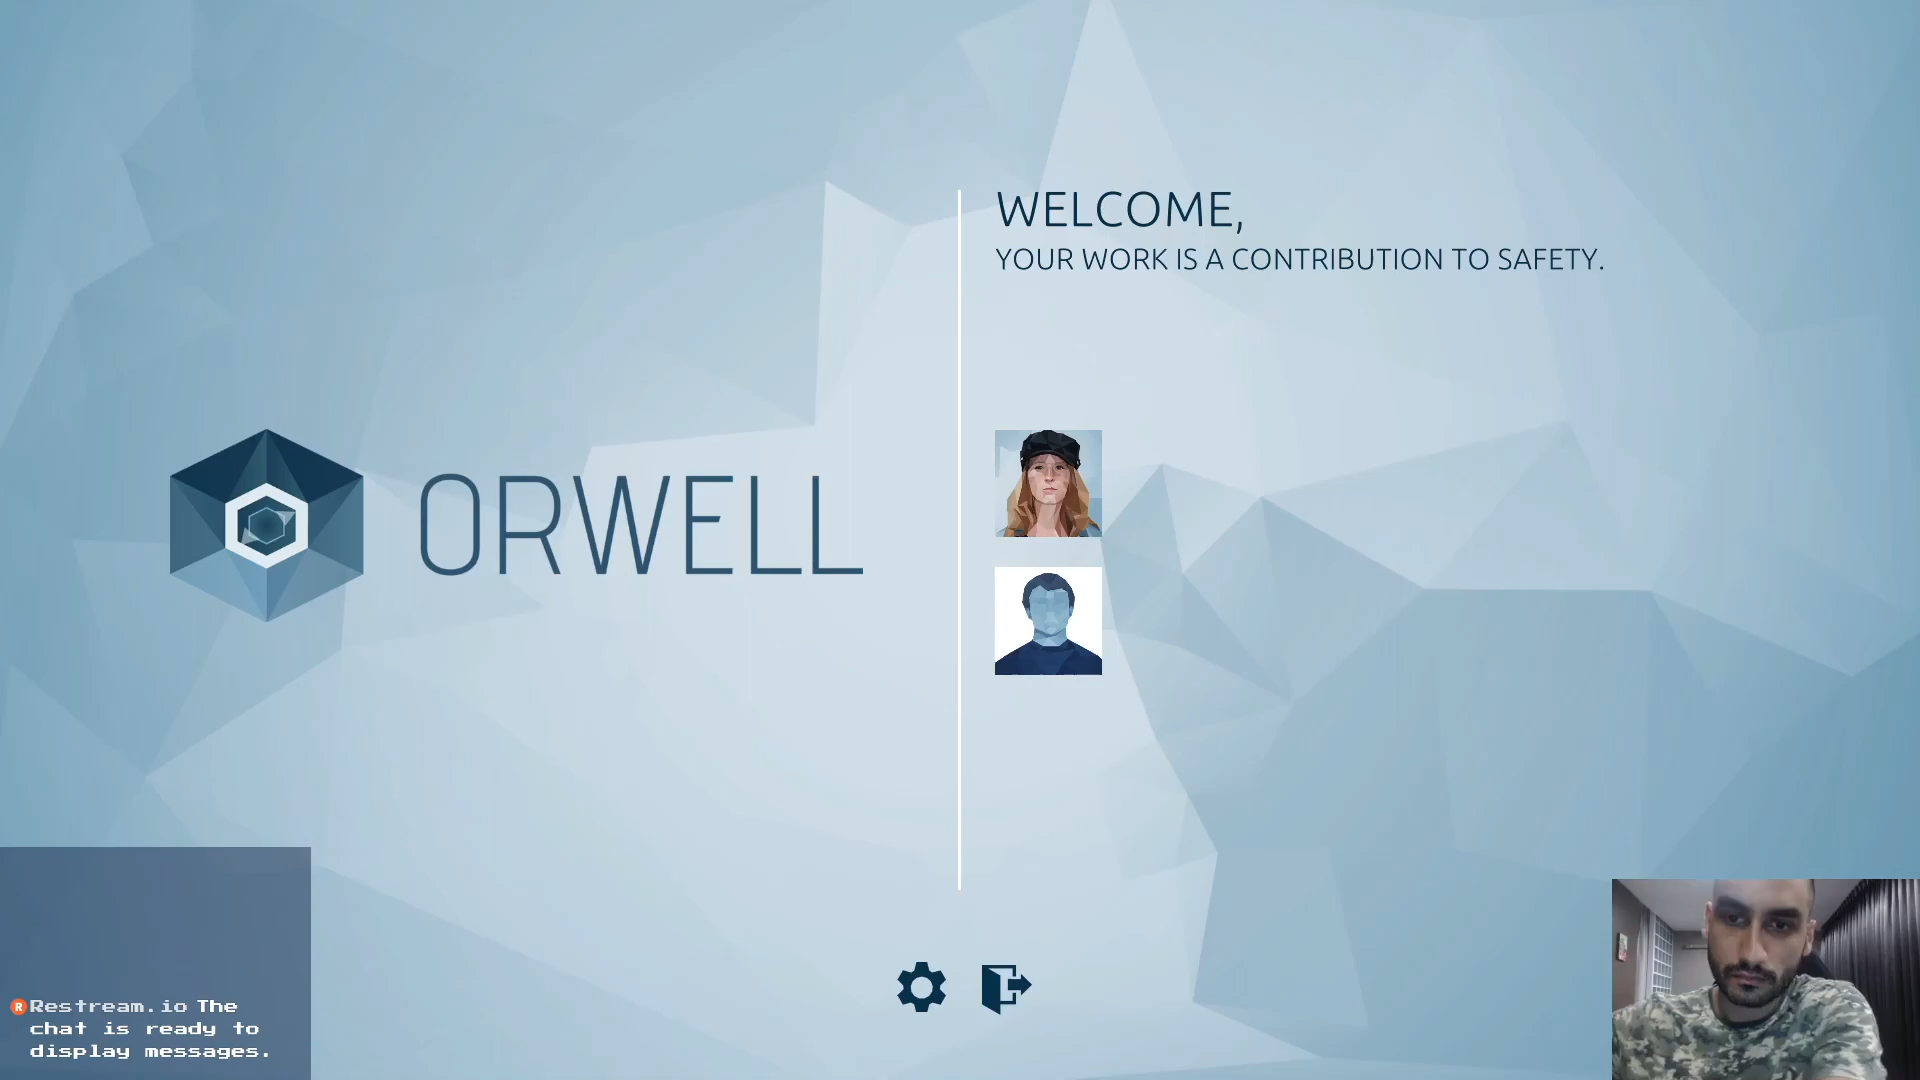 WELCOME,
YOUR WORK IS A CONTRIBUTION TO SAFETY.
ORWELL
Restream.io The
chat is ready to
display messages.